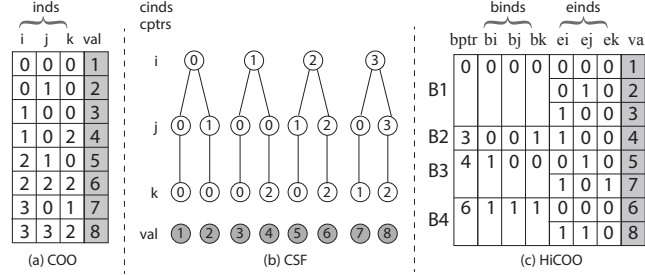 inds
i j k val
0 0 0 1
0 1 0 2
1 0 0 3
1 0 2 4
2 1 0 5
2 2 2 6
3 0 1 7
3 3 2 8
(a) COO
cinds
cptrs
i 0 1 2 3
j 0 1 0 0 1 2 0 3
k 0 0 0 2 0 2 1 2
val 1 2 3 4 5 6 7 8
(b) CSF
binds einds
bptr bi bj bk ei ej ek val
B1 0 0 0 0 0 0 0 1
0 1 0 2
1 0 0 3
B2 3 0 0 1 1 0 0 4
B3 4 1 0 0 0 1 0 5
1 0 1 7
B4 6 1 1 1 0 0 0 6
1 1 0 8
(c) HiCOO